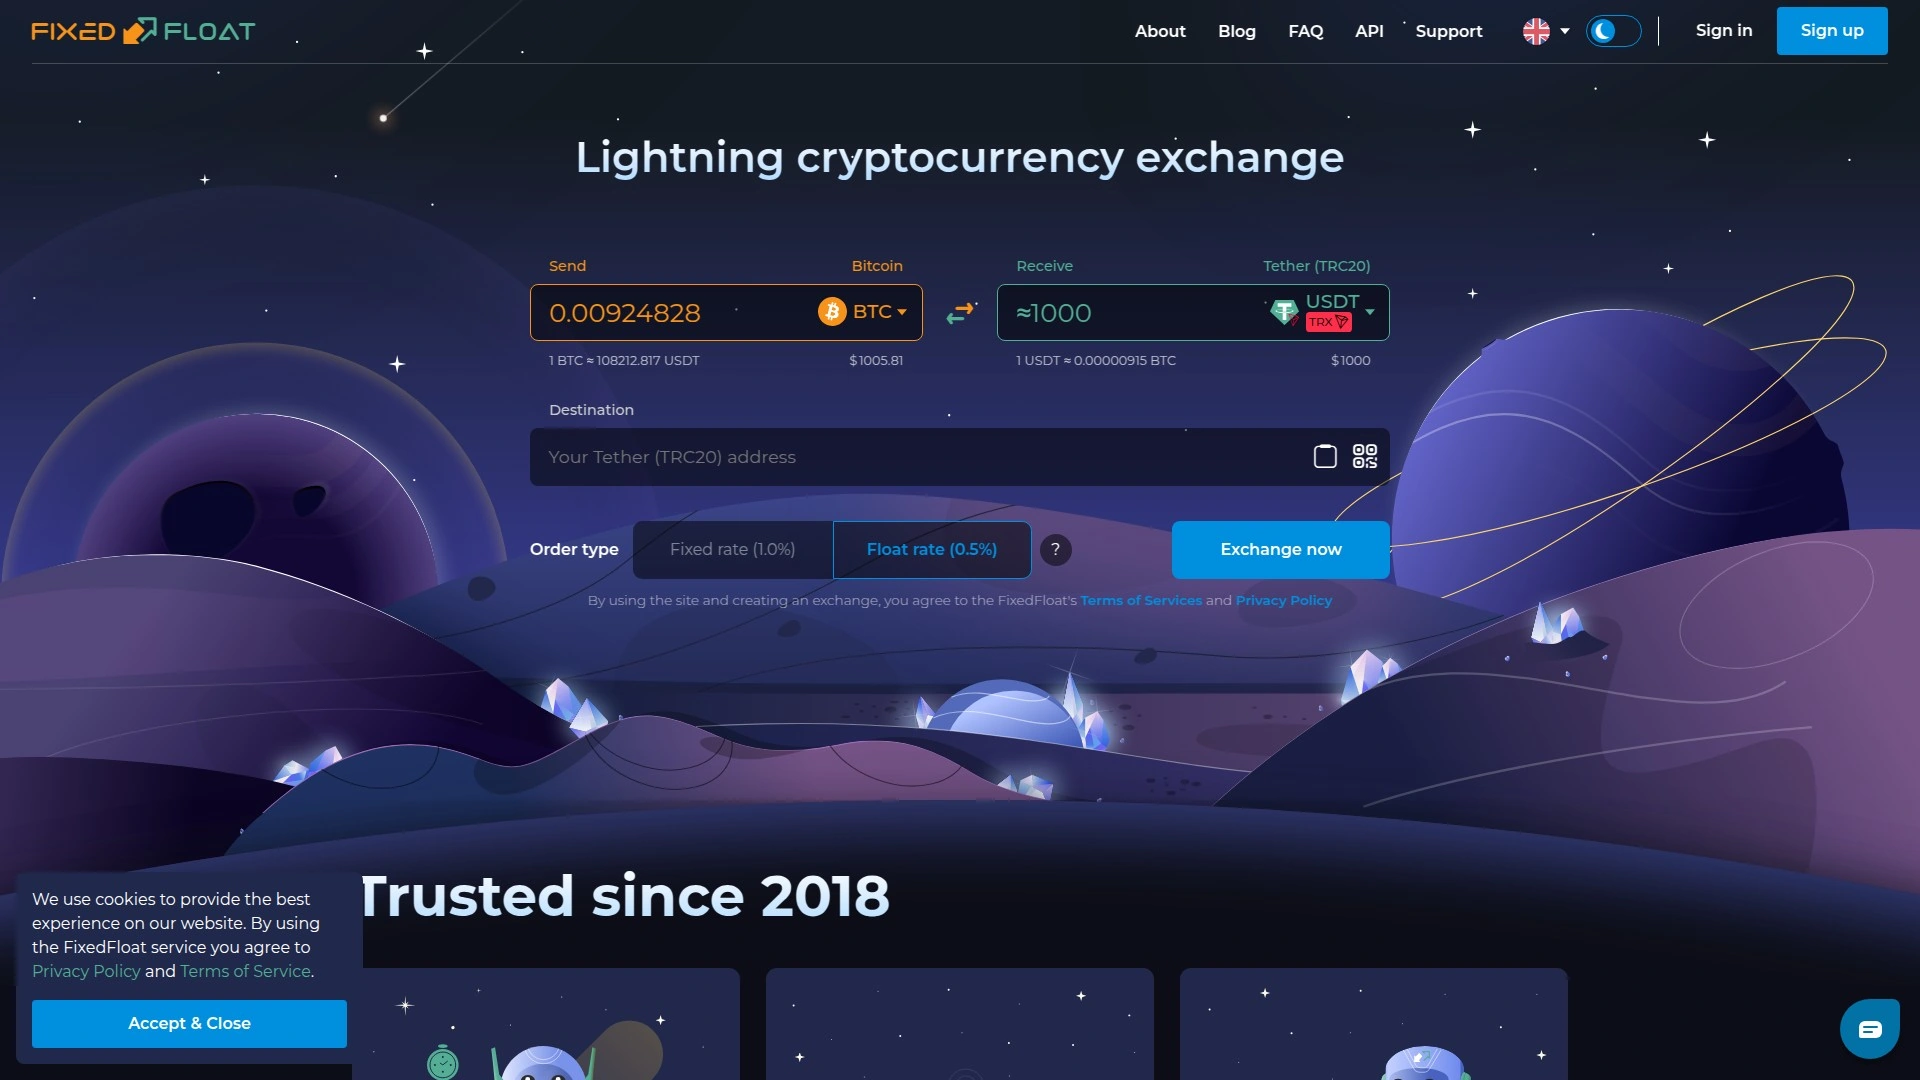 FIXED FLOAT
About Blog FAQ API Support Sign in Sign up
Lightning cryptocurrency exchange
Send Bitcoin
0.00924828 BTC
1 BTC ≈ 108212.817 USDT $1005.81
Receive Tether (TRC20)
≈1000 USDT TRX
1 USDT ≈ 0.00000915 BTC $1000
Destination
Your Tether (TRC20) address
Order type Fixed rate (1.0%) Float rate (0.5%) ? Exchange now
By using the site and creating an exchange, you agree to the FixedFloat's Terms of Services and Privacy Policy
Trusted since 2018
We use cookies to provide the best
experience on our website. By using
the FixedFloat service you agree to
Privacy Policy and Terms of Service.
Accept & Close